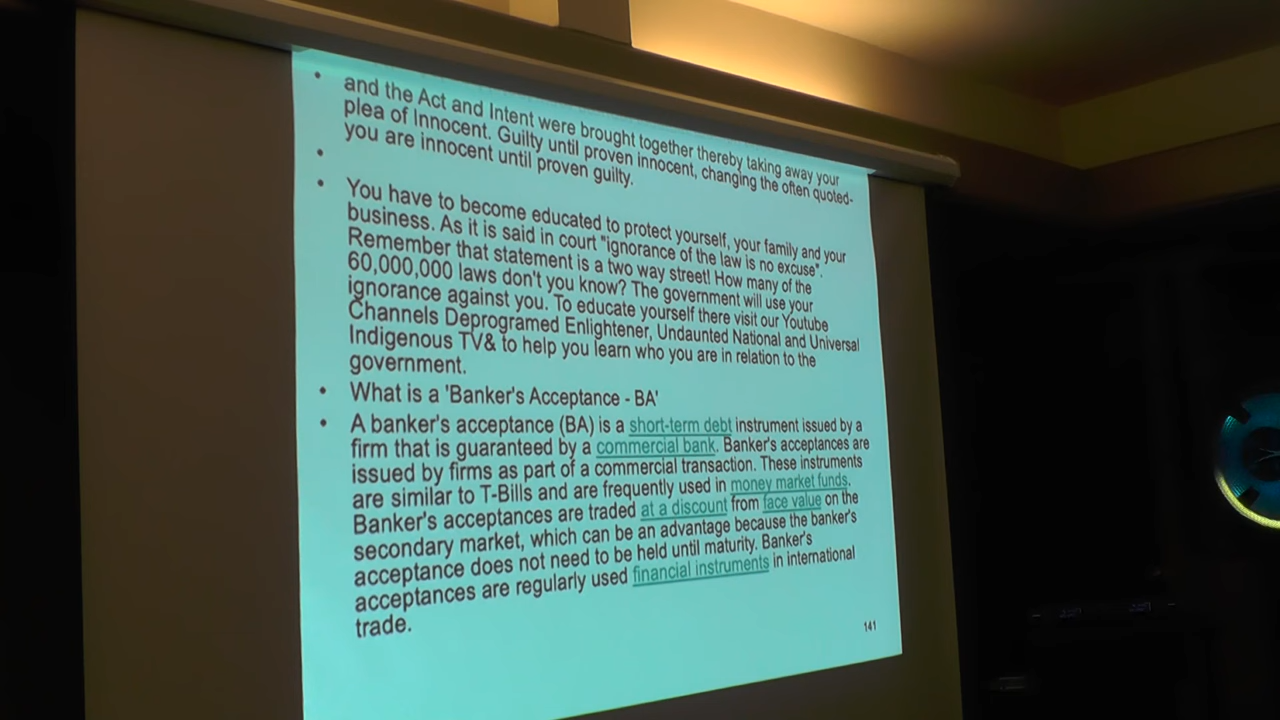 • and the Act and Intent were brought together thereby taking away your
plea of Innocent. Guilty until proven innocent, changing the often quoted-
you are innocent until proven guilty.
•
• You have to become educated to protect yourself, your family and your
business. As it is said in court "ignorance of the law is no excuse".
Remember that statement is a two way street! How many of the
60,000,000 laws don't you know? The government will use your
ignorance against you. To educate yourself there visit our Youtube
Channels Deprogramed Enlightener, Undaunted National and Universal
Indigenous TV& to help you learn who you are in relation to the
government.
• What is a 'Banker's Acceptance - BA'
• A banker's acceptance (BA) is a short-term debt instrument issued by a
firm that is guaranteed by a commercial bank. Banker's acceptances are
issued by firms as part of a commercial transaction. These instruments
are similar to T-Bills and are frequently used in money market funds.
Banker's acceptances are traded at a discount from face value on the
secondary market, which can be an advantage because the banker's
acceptance does not need to be held until maturity. Banker's
acceptances are regularly used financial instruments in international
trade.
141